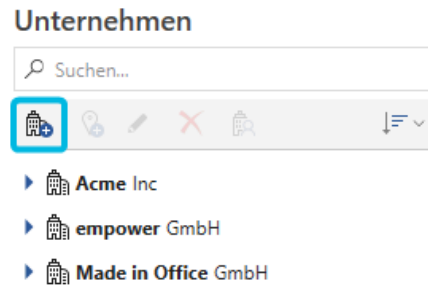 Unternehmen
Suchen...
Acme Inc
empower GmbH
Made in Office GmbH